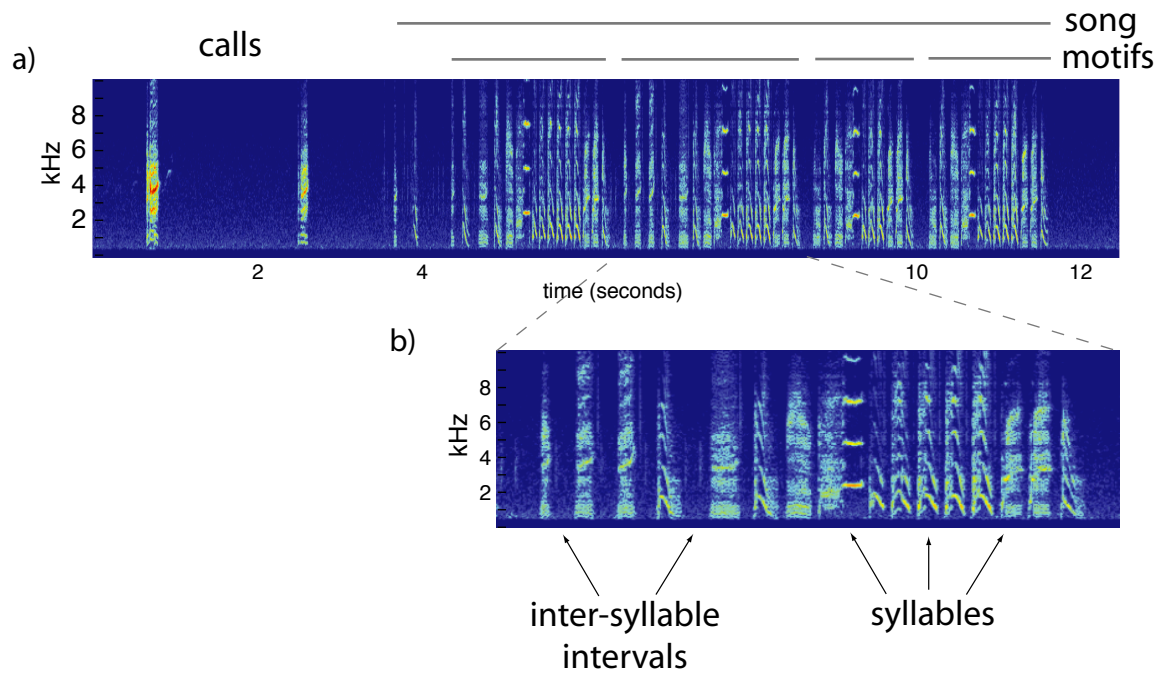 song
calls
motifs
a)
8
6
4
2
kHz
2
4
10
12
time (seconds)
b)
8
6
4
2
kHz
inter-syllable
intervals
syllables